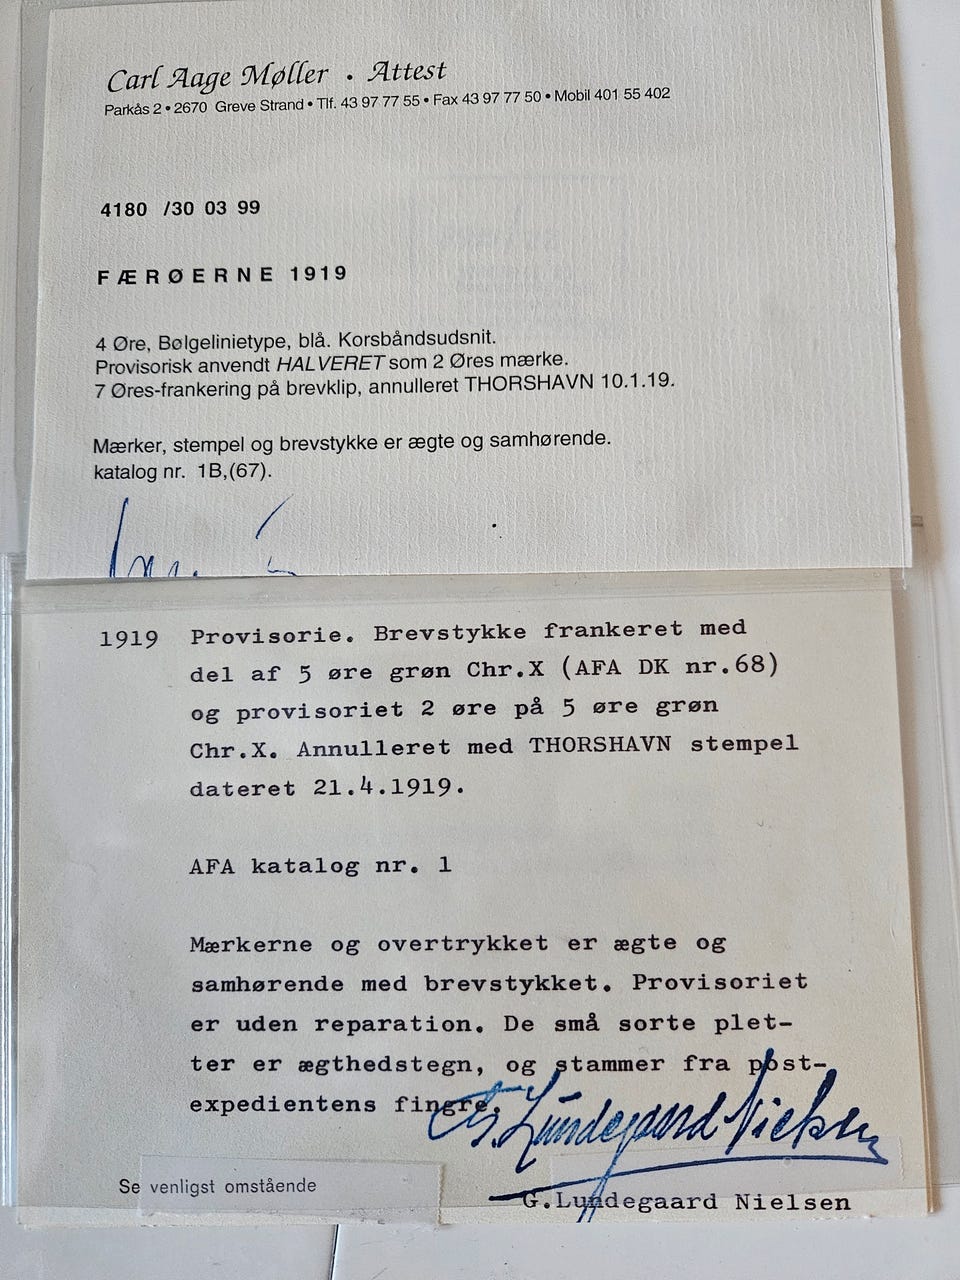 Carl Aage Møller • Attest
Parkås 2 • 2670 Greve Strand • Tlf. 43 97 77 55 • Fax 43 97 77 50 • Mobil 401 55 402
4180 /30 03 99
FÆRØERNE 1919
4 Øre, Bølgelinietype, blå. Korsbåndsudsnit.
Provisorisk anvendt HALVERET som 2 Øres mærke.
7 Øres-frankering på brevklip, annulleret THORSHAVN 10.1.19.
Mærker, stempel og brevstykke er ægte og samhørende.
katalog nr. 1B,(67).
1919 Provisorie. Brevstykke frankeret med
del af 5 øre grøn Chr.X (AFA DK nr.68)
og provisoriet 2 øre på 5 øre grøn
Chr.X. Annulleret med THORSHAVN stempel
dateret 21.4.1919.
AFA katalog nr. 1
Mærkerne og overtrykket er ægte og
samhørende med brevstykket. Provisoriet
er uden reparation. De små sorte plet-
ter er ægthedstegn, og stammer fra post-
expedientens fingre.
G. Lundegaard Nielsen
Se venligst omstående
G.Lundegaard Nielsen